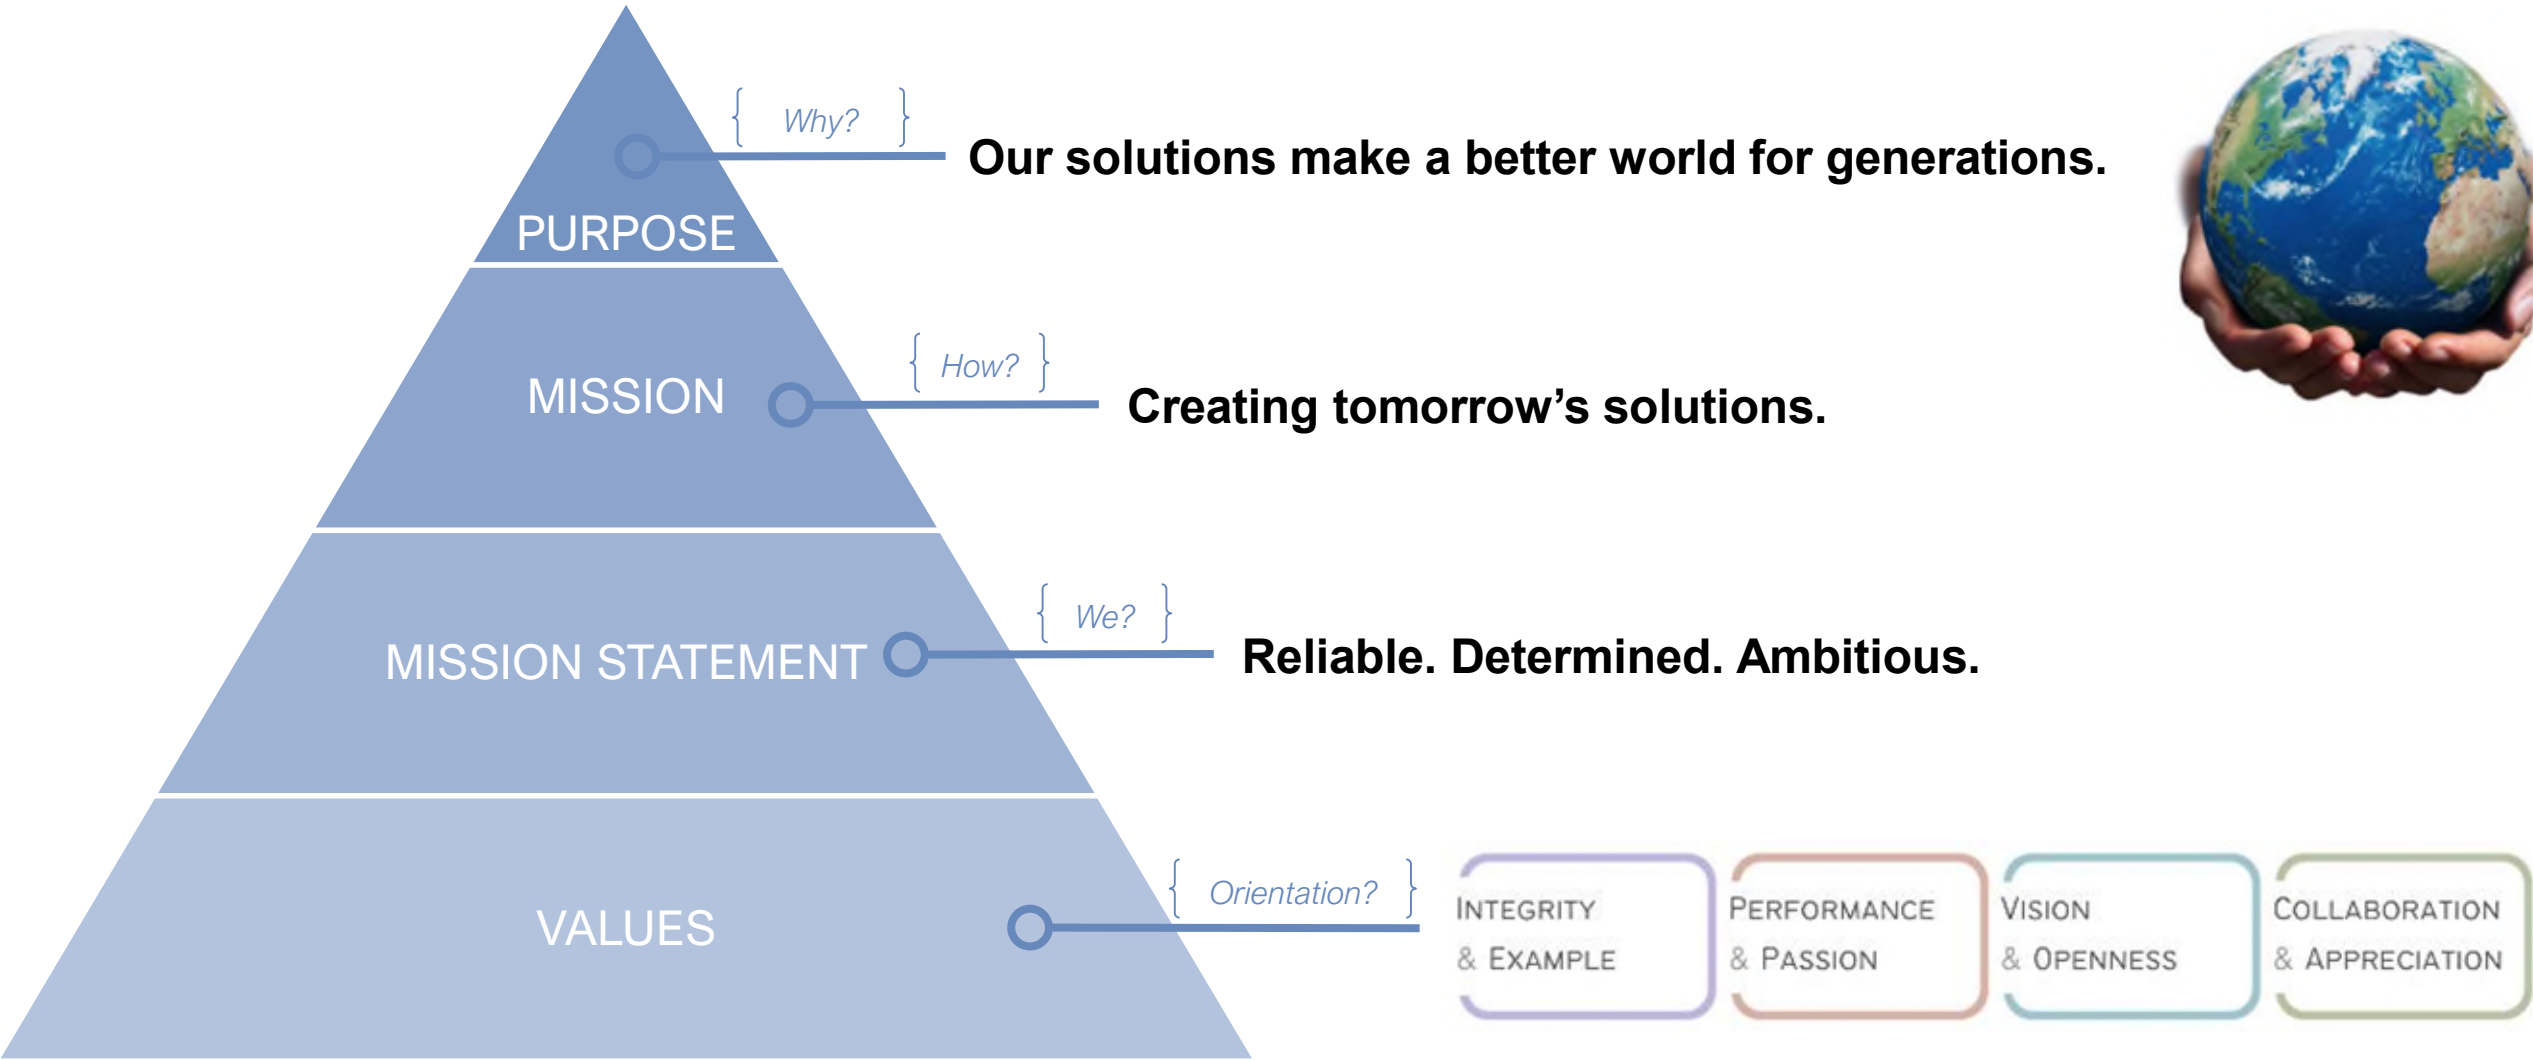 Why?
Our solutions make a better world for generations.
PURPOSE
How?
MISSION
Creating tomorrow’s solutions.
We?
MISSION STATEMENT
Reliable. Determined. Ambitious.
Orientation?
VALUES
INTEGRITY
& EXAMPLE
PERFORMANCE
& PASSION
VISION
& OPENNESS
COLLABORATION
& APPRECIATION